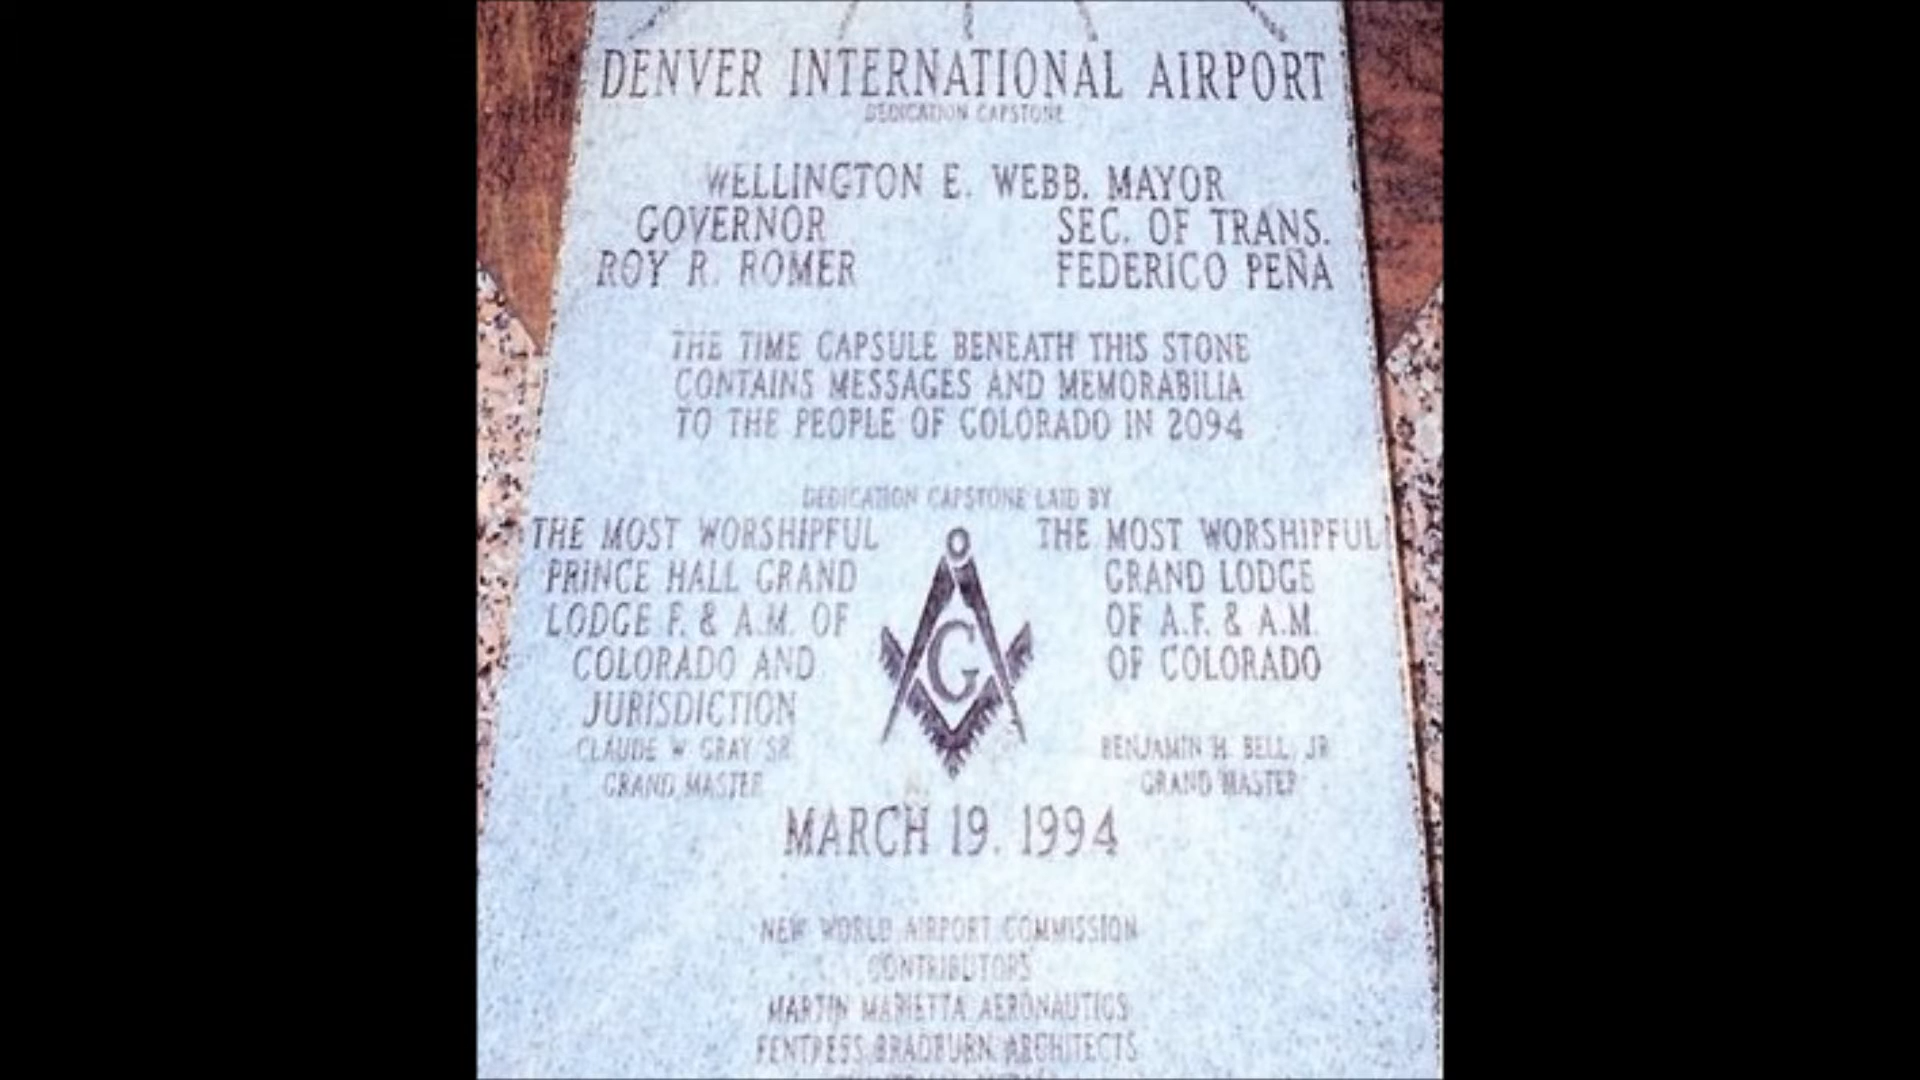 DENVER INTERNATIONAL AIRPORT
DEDICATION CAPSTONE
WELLINGTON E. WEBB. MAYOR
GOVERNOR
ROY R. ROMER
SEC. OF TRANS.
FEDERICO PEÑA
THE TIME CAPSULE BENEATH THIS STONE
CONTAINS MESSAGES AND MEMORABILIA
TO THE PEOPLE OF COLORADO IN 2094
DEDICATION CAPSTONE LAID BY
THE MOST WORSHIPFUL
PRINCE HALL GRAND
LODGE F. & A.M. OF
COLORADO AND
JURISDICTION
CLAUDE W. GRAY SR.
GRAND MASTER
G
THE MOST WORSHIPFUL
GRAND LODGE
OF A.F. & A.M.
OF COLORADO
BENJAMIN H. BELL, JR.
GRAND MASTER
MARCH 19. 1994
NEW WORLD AIRPORT COMMISSION
CONTRIBUTORS
MARTIN MARIETTA AERONAUTICS
FENTRESS BRADBURN ARCHITECTS